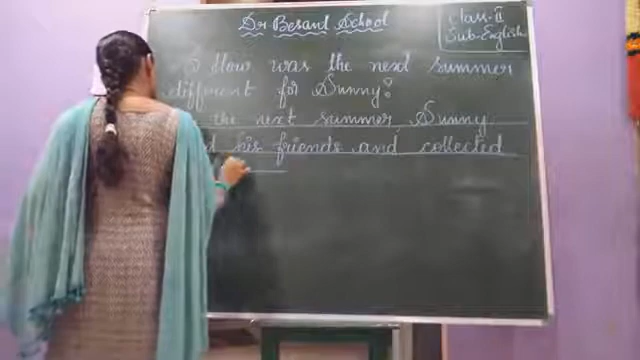 Dr Besant School
Class-II
Sub-English
How was the next summer
different for Sunny?
the next summer, Sunny
his friends and collected